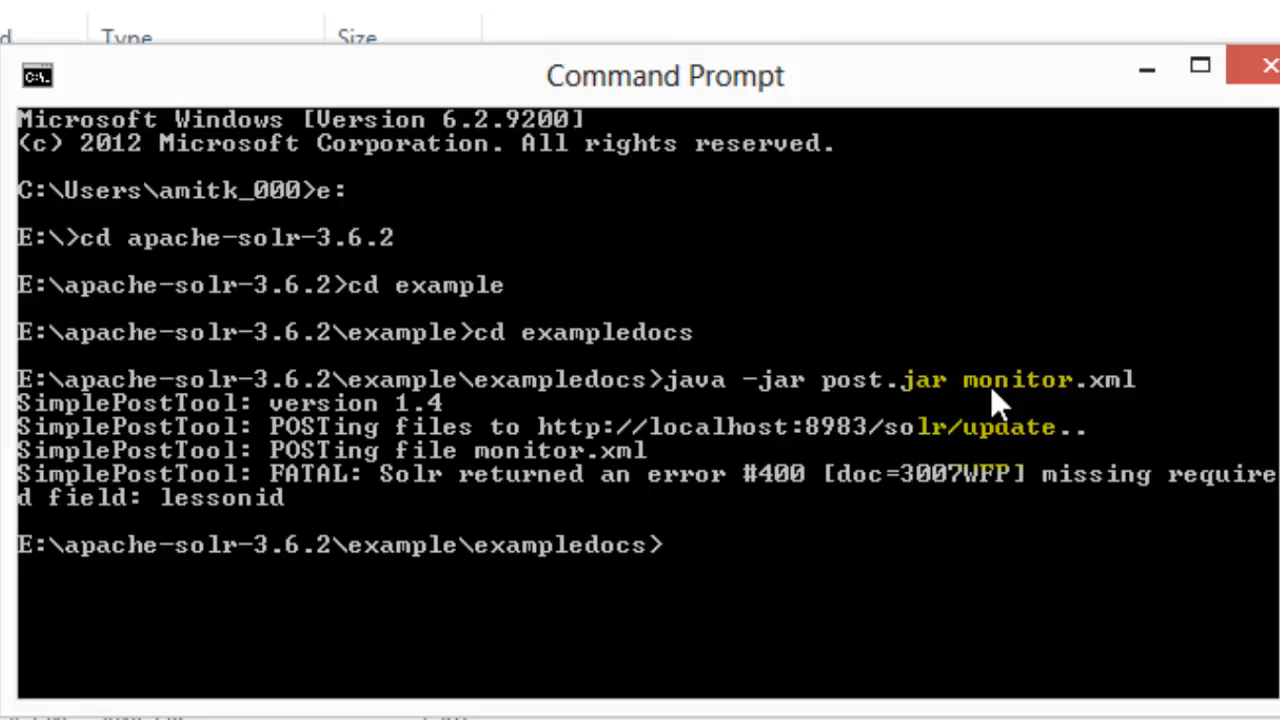 Type Size
Command Prompt
Microsoft Windows [Version 6.2.9200]
(c) 2012 Microsoft Corporation. All rights reserved.
C:\Users\amitk_000>e:
E:\>cd apache-solr-3.6.2
E:\apache-solr-3.6.2>cd example
E:\apache-solr-3.6.2\example>cd exampledocs
E:\apache-solr-3.6.2\example\exampledocs>java -jar post.jar monitor.xml
SimplePostTool: version 1.4
SimplePostTool: POSTing files to http://localhost:8983/solr/update..
SimplePostTool: POSTing file monitor.xml
SimplePostTool: FATAL: Solr returned an error #400 [doc=3007WFP] missing require
d field: lessonid
E:\apache-solr-3.6.2\example\exampledocs>